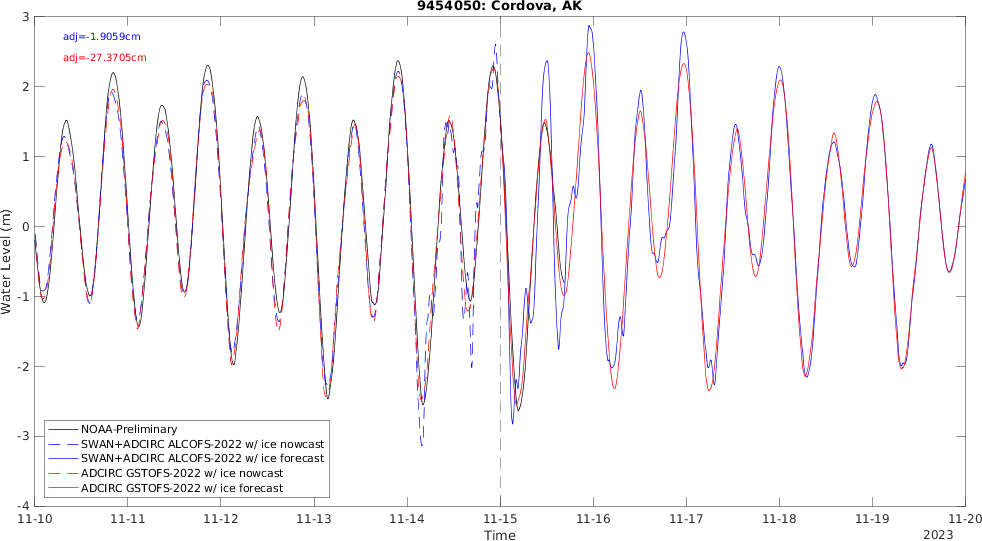 9454050: Cordova, AK
adj=-1.9059cm
adj=-27.3705cm
Water Level (m)
3
2
1
0
-1
-2
-3
-4
NOAA-Preliminary
SWAN+ADCIRC ALCOFS-2022 w/ ice nowcast
SWAN+ADCIRC ALCOFS-2022 w/ ice forecast
ADCIRC GSTOFS-2022 w/ ice nowcast
ADCIRC GSTOFS-2022 w/ ice forecast
11-10 11-11 11-12 11-13 11-14 11-15 11-16 11-17 11-18 11-19 11-20
Time
2023